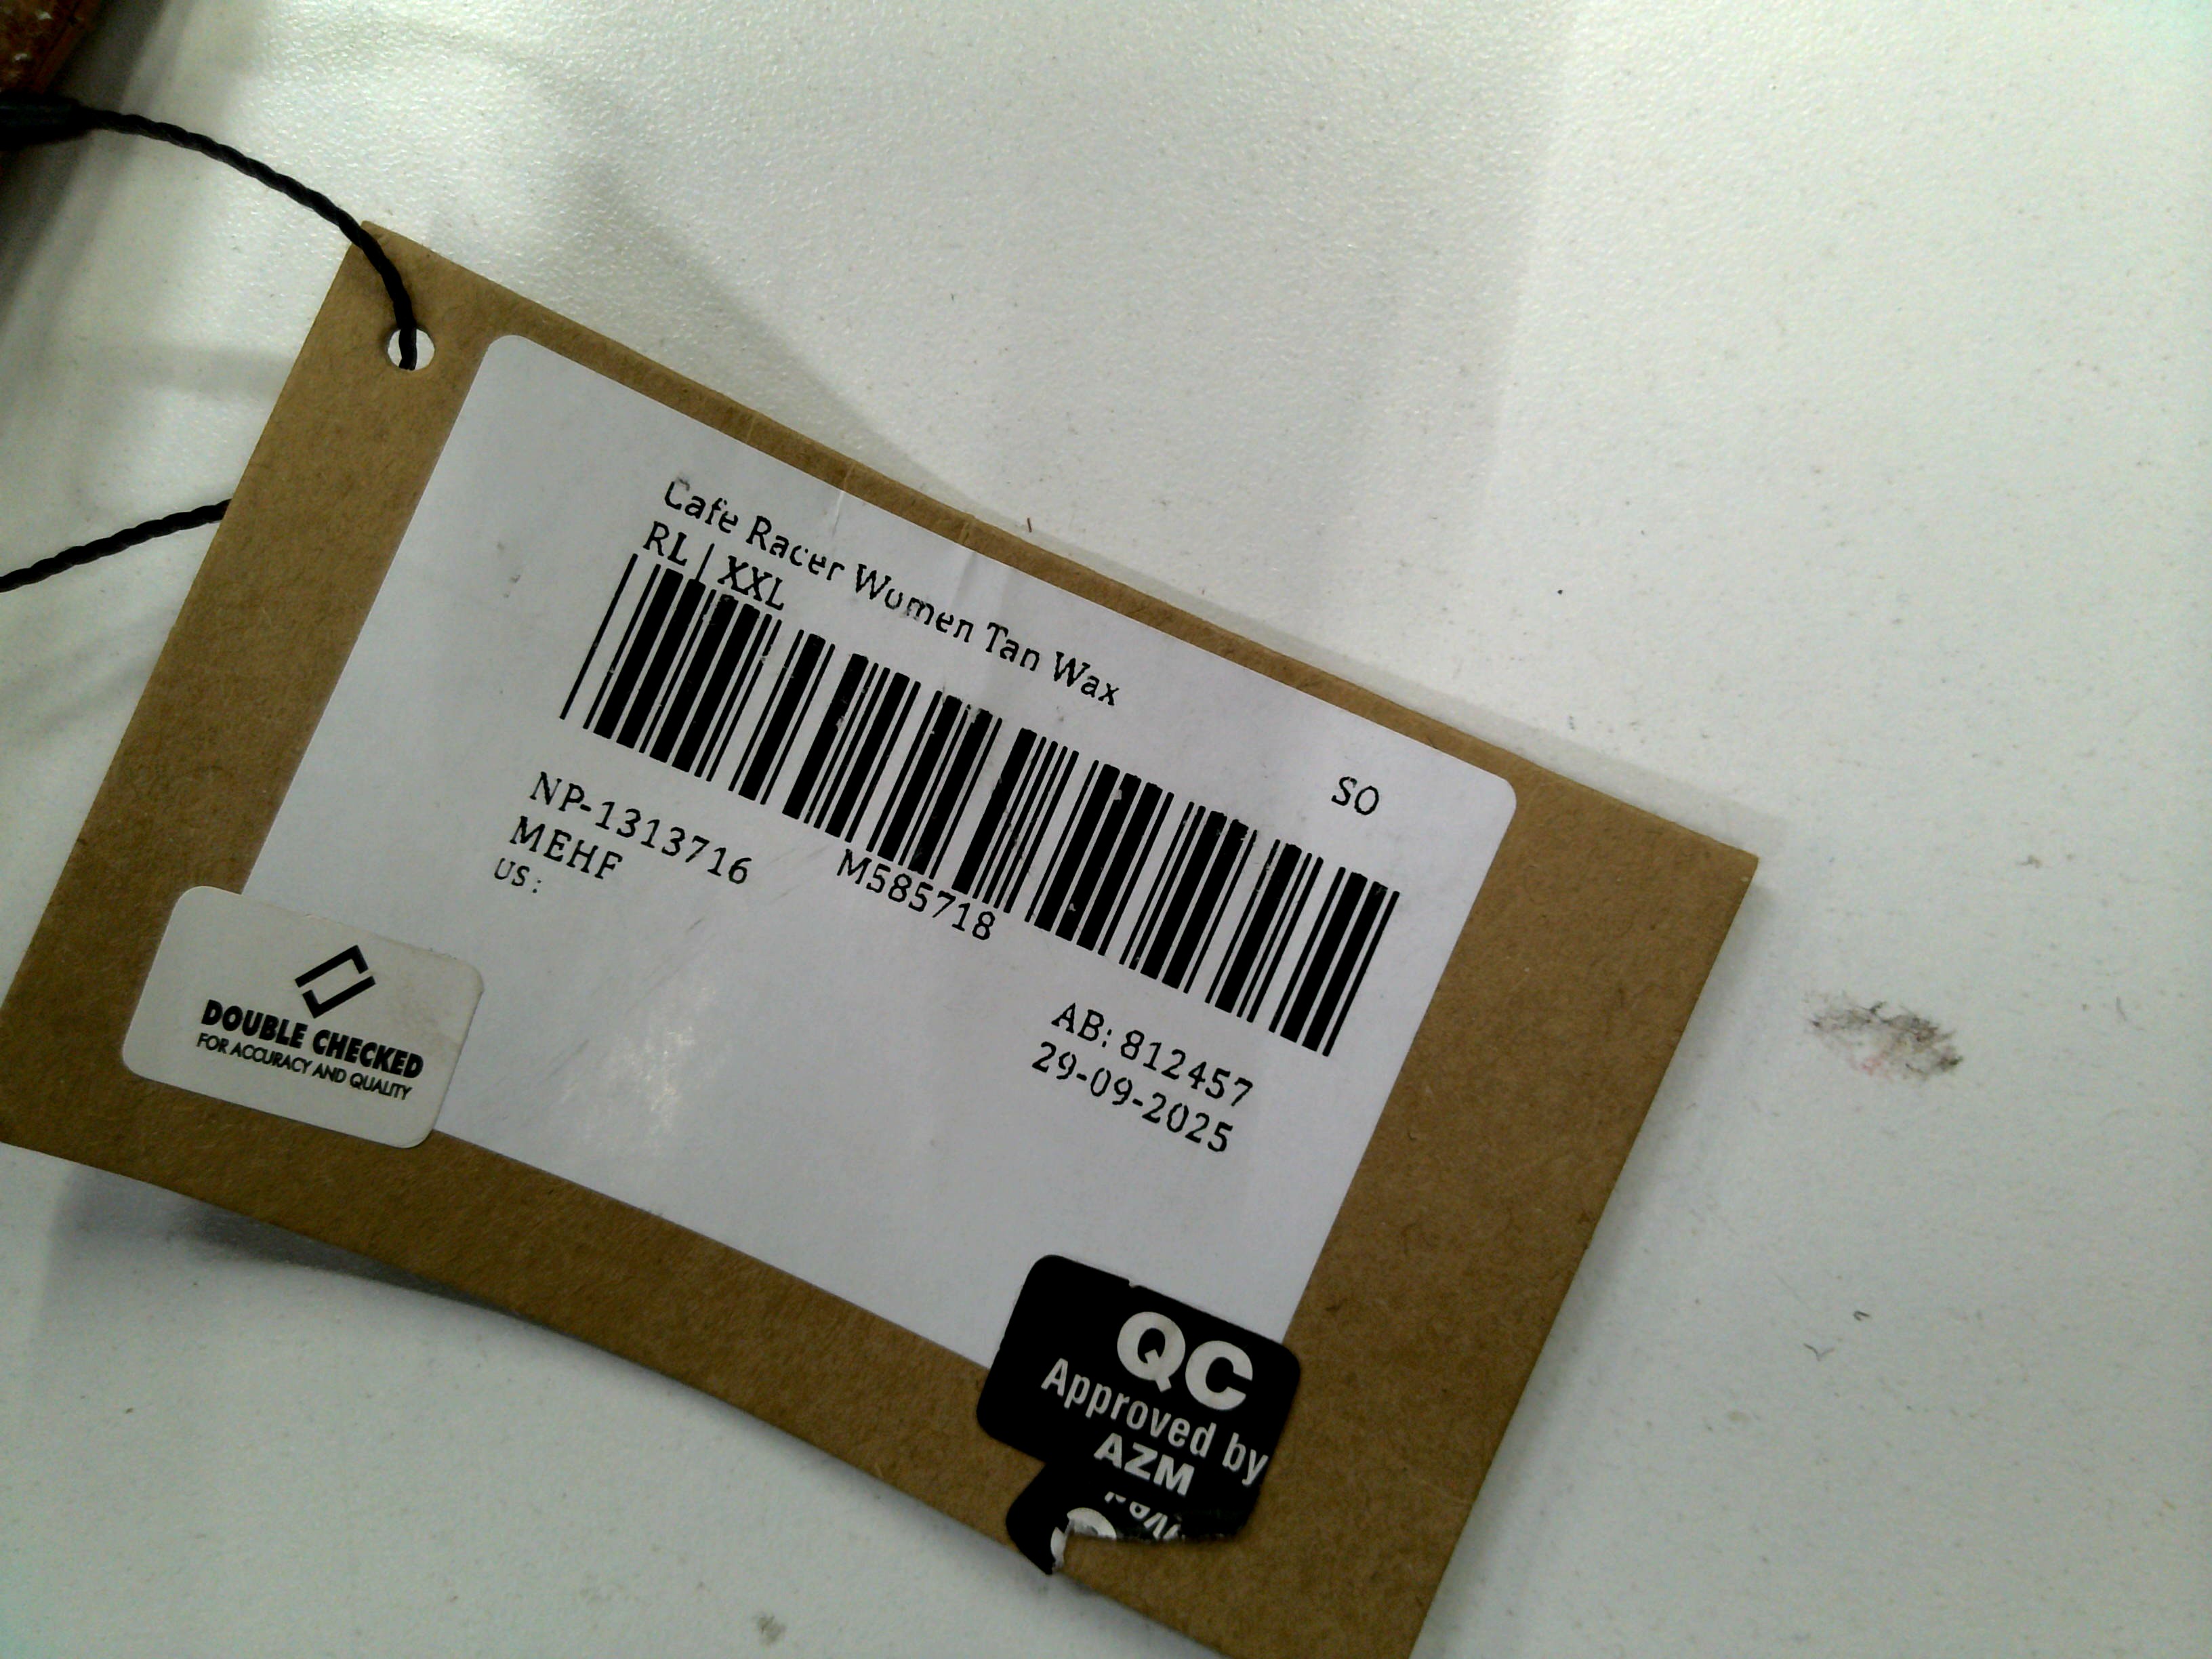 Cafe Racer Women Tan Wax
RL | XXL
SO
NP-1313716
M585718
MEHF
US:
AB: 812457
29-09-2025
DOUBLE CHECKED
FOR ACCURACY AND QUALITY
QC
Approved by
AZM